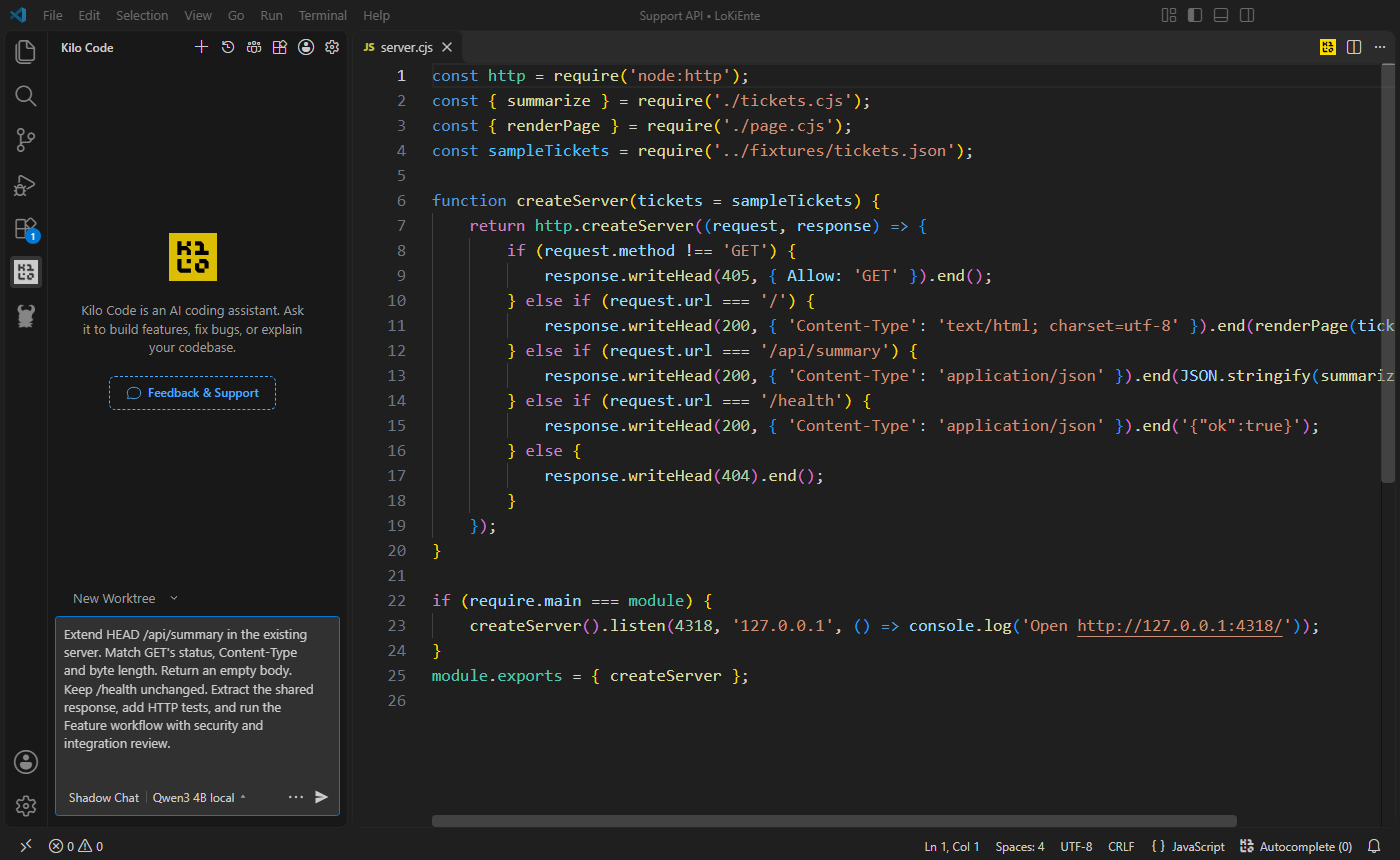 File Edit Selection View Go Run Terminal Help
Support API • LoKiEnte
Kilo Code
JS server.cjs
1
Kilo Code is an AI coding assistant. Ask
it to build features, fix bugs, or explain
your codebase.
Feedback & Support
New Worktree
Extend HEAD /api/summary in the existing
server. Match GET's status, Content-Type
and byte length. Return an empty body.
Keep /health unchanged. Extract the shared
response, add HTTP tests, and run the
Feature workflow with security and
integration review.
Shadow Chat Qwen3 4B local
1 const http = require('node:http');
2 const { summarize } = require('./tickets.cjs');
3 const { renderPage } = require('./page.cjs');
4 const sampleTickets = require('../fixtures/tickets.json');
5
6 function createServer(tickets = sampleTickets) {
7 return http.createServer((request, response) => {
8 if (request.method !== 'GET') {
9 response.writeHead(405, { Allow: 'GET' }).end();
10 } else if (request.url === '/') {
11 response.writeHead(200, { 'Content-Type': 'text/html; charset=utf-8' }).end(renderPage(tick
12 } else if (request.url === '/api/summary') {
13 response.writeHead(200, { 'Content-Type': 'application/json' }).end(JSON.stringify(summariz
14 } else if (request.url === '/health') {
15 response.writeHead(200, { 'Content-Type': 'application/json' }).end('{"ok":true}');
16 } else {
17 response.writeHead(404).end();
18 }
19 });
20 }
21
22 if (require.main === module) {
23 createServer().listen(4318, '127.0.0.1', () => console.log('Open http://127.0.0.1:4318/'));
24 }
25 module.exports = { createServer };
26
0 0
Ln 1, Col 1 Spaces: 4 UTF-8 CRLF { } JavaScript Autocomplete (0)